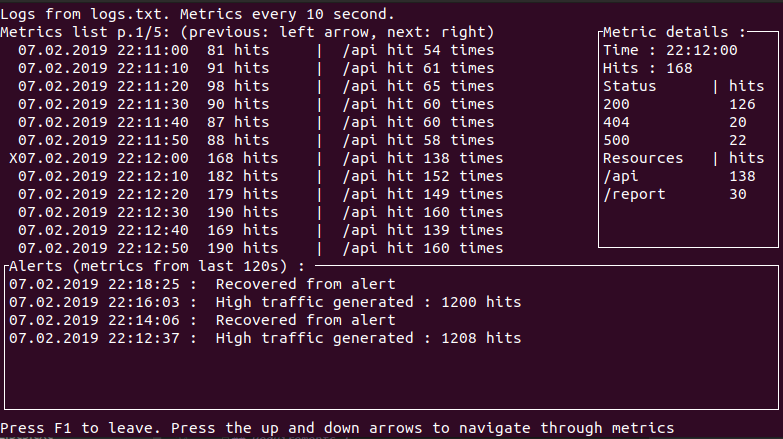 Logs from logs.txt. Metrics every 10 second.
Metrics list p.1/5: (previous: left arrow, next: right)
07.02.2019 22:11:00 81 hits | /api hit 54 times
07.02.2019 22:11:10 91 hits | /api hit 61 times
07.02.2019 22:11:20 98 hits | /api hit 65 times
07.02.2019 22:11:30 90 hits | /api hit 60 times
07.02.2019 22:11:40 87 hits | /api hit 60 times
07.02.2019 22:11:50 88 hits | /api hit 58 times
X07.02.2019 22:12:00 168 hits | /api hit 138 times
07.02.2019 22:12:10 182 hits | /api hit 152 times
07.02.2019 22:12:20 179 hits | /api hit 149 times
07.02.2019 22:12:30 190 hits | /api hit 160 times
07.02.2019 22:12:40 169 hits | /api hit 139 times
07.02.2019 22:12:50 190 hits | /api hit 160 times
Metric details :
Time : 22:12:00
Hits : 168
Status | hits
200 126
404 20
500 22
Resources | hits
/api 138
/report 30
Alerts (metrics from last 120s) :
07.02.2019 22:18:25 : Recovered from alert
07.02.2019 22:16:03 : High traffic generated : 1200 hits
07.02.2019 22:14:06 : Recovered from alert
07.02.2019 22:12:37 : High traffic generated : 1208 hits
Press F1 to leave. Press the up and down arrows to navigate through metrics